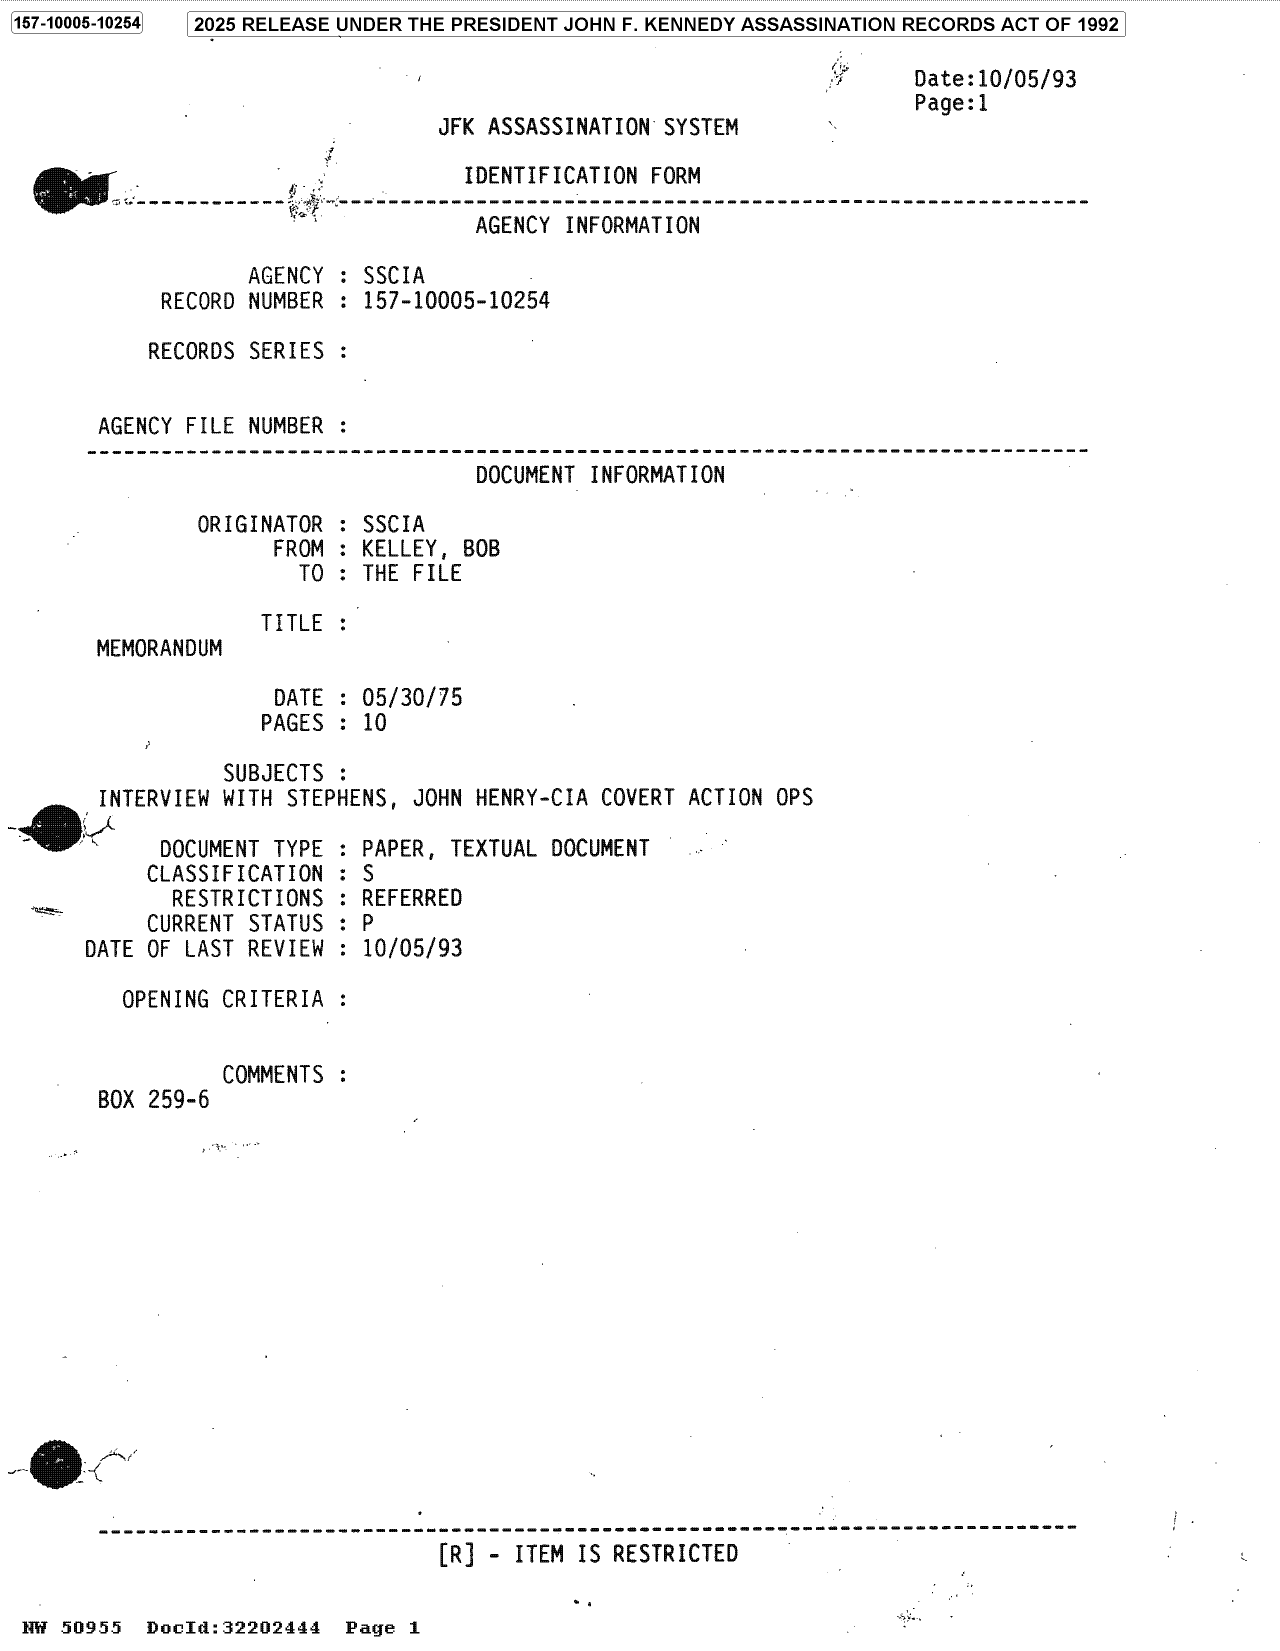 157-10005-10254 2025 RELEASE UNDER THE PRESIDENT JOHN F. KENNEDY ASSASSINATION RECORDS ACT OF 1992
Date:10/05/93
Page:1
JFK ASSASSINATION SYSTEM
IDENTIFICATION FORM
AGENCY INFORMATION
AGENCY : SSCIA
RECORD NUMBER : 157-10005-10254
RECORDS SERIES :
AGENCY FILE NUMBER :
DOCUMENT INFORMATION
ORIGINATOR : SSCIA
FROM : KELLEY, BOB
TO : THE FILE
TITLE :
MEMORANDUM
DATE : 05/30/75
PAGES : 10
SUBJECTS :
INTERVIEW WITH STEPHENS, JOHN HENRY-CIA COVERT ACTION OPS
DOCUMENT TYPE : PAPER, TEXTUAL DOCUMENT
CLASSIFICATION : S
RESTRICTIONS : REFERRED
CURRENT STATUS : P
DATE OF LAST REVIEW : 10/05/93
OPENING CRITERIA :
COMMENTS :
BOX 259-6
[R] - ITEM IS RESTRICTED
NW 50955 DocId:32202444 Page 1